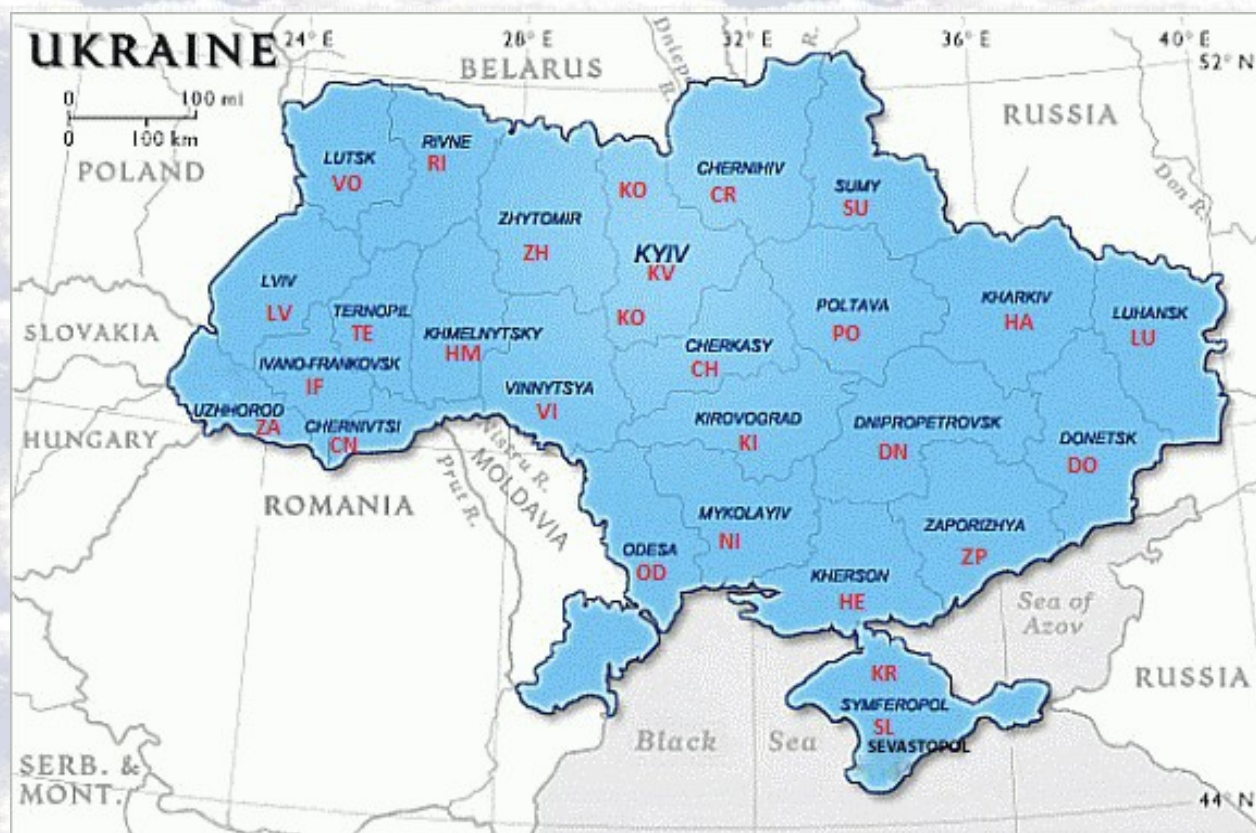 UKRAINE
24° E
28° E
32° E
36° E
40° E
52° N
0 100 mi
0 100 km
BELARUS
Dnieper R.
R.
RUSSIA
POLAND
Don R.
LUTSK
VO
RIVNE
RI
ZHYTOMIR
ZH
KO
CHERNIHIV
CR
SUMY
SU
KYIV
KV
KO
LVIV
LV
TERNOPIL
TE
KHMELNYTSKY
HM
POLTAVA
PO
KHARKIV
HA
LUHANSK
LU
SLOVAKIA
CHERKASY
CH
IVANO-FRANKOVSK
IF
VINNYTSYA
VI
UZHHOROD
ZA
CHERNIVTSI
CN
KIROVOGRAD
KI
DNIPROPETROVSK
DN
DONETSK
DO
HUNGARY
Nistru R.
Prut R.
MOLDAVIA
ROMANIA
MYKOLAYIV
NI
ZAPORIZHYA
ZP
ODESA
OD
KHERSON
HE
Sea of
Azov
KR
SYMFEROPOL
SL
SEVASTOPOL
RUSSIA
Black Sea
SERB. &
MONT.
44° N